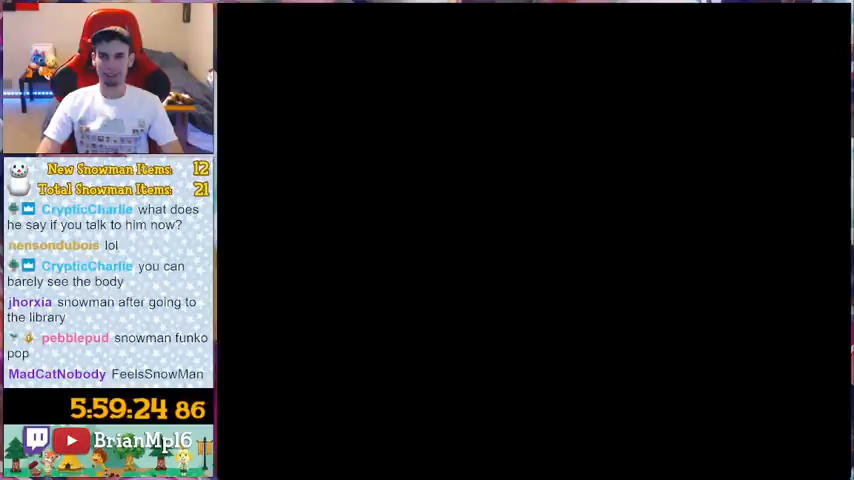 New Snowman Items: 12
Total Snowman Items: 21
CrypticCharlie what does
he say if you talk to him now?
nensondubois lol
CrypticCharlie you can
barely see the body
jhorxia snowman after going to
the library
pebblepud snowman funko
pop
MadCatNobody FeelsSnowMan
5:59:24 86
BrianMp16